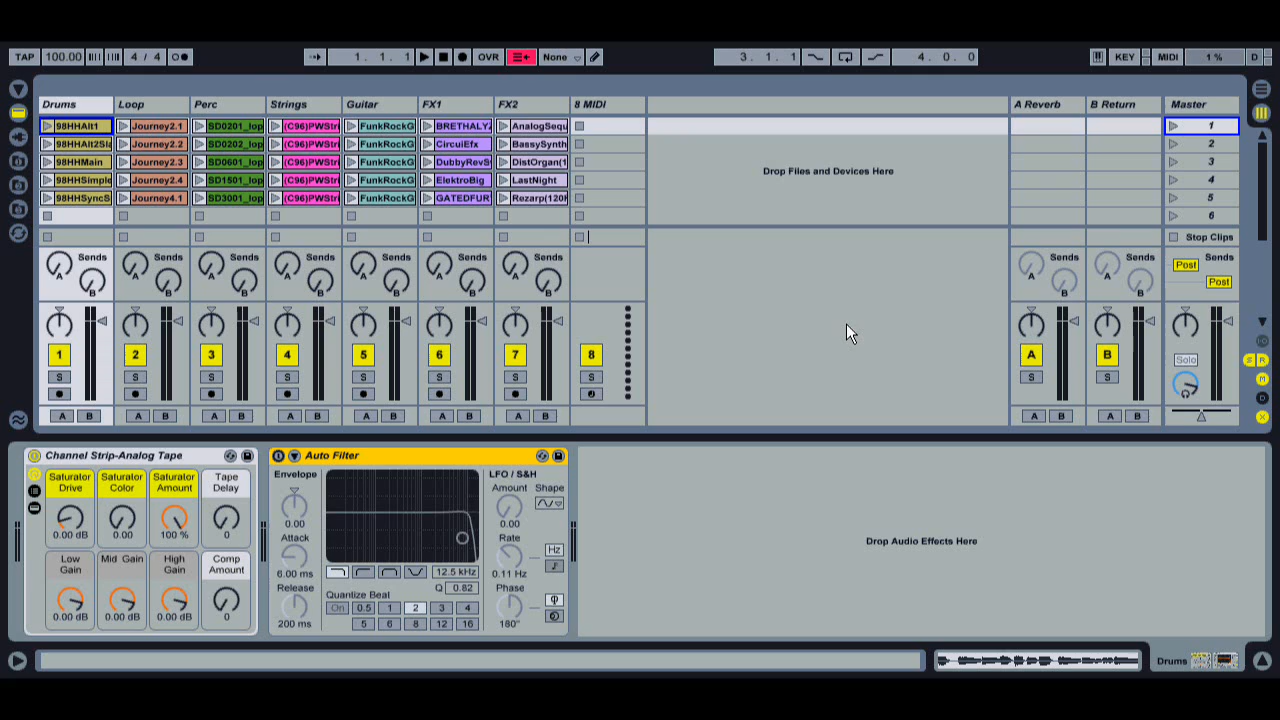 TAP 100.00 4 / 4 1. 1. 1 OVR None 3. 1. 1 4. 0. 0 KEY MIDI 1 % D
Drums Loop Perc Strings Guitar FX1 FX2 8 MIDI A Reverb B Return Master
98HHAlt1 Journey2.1 SD0201_lop (C96)PWStri FunkRockG BRETHALYZ AnalogSequ 1
98HHAlt2Sla Journey2.2 SD0202_lop (C96)PWStri FunkRockG CircuiEfx BassySynth 2
98HHMain Journey2.3 SD0601_lop (C96)PWStri FunkRockG DubbyRevS DistOrgan(1 3
98HHSimple Journey2.4 SD1501_lop (C96)PWStri FunkRockG ElektroBig LastNight 4
98HHSyncS Journey4.1 SD3001_lop (C96)PWStri FunkRockG GATEDFUR Rezarp(120 5
6
Drop Files and Devices Here
Stop Clips
Sends Sends Sends Sends Sends Sends Sends Sends Sends Sends
A A A A A A A A A Post
B B B B B B B B B Post
1 2 3 4 5 6 7 8 A B Solo
S S S S S S S S S S
A B A B A B A B A B A B A B A B A B
S R
M
D
X
Channel Strip-Analog Tape Auto Filter
Saturator Drive Saturator Color Saturator Amount Tape Delay
0.00 dB 0.00 100 % 0
Low Gain Mid Gain High Gain Comp Amount
0.00 dB 0.00 dB 0.00 dB 0
Envelope
0.00
Attack
6.00 ms
Release
200 ms
12.5 kHz
Q 0.82
Quantize Beat
On 0.5 1 2 3 4
5 6 8 12 16
LFO / S&H
Amount Shape
0.00
Rate Hz
0.11 Hz
Phase
180°
Drop Audio Effects Here
Drums